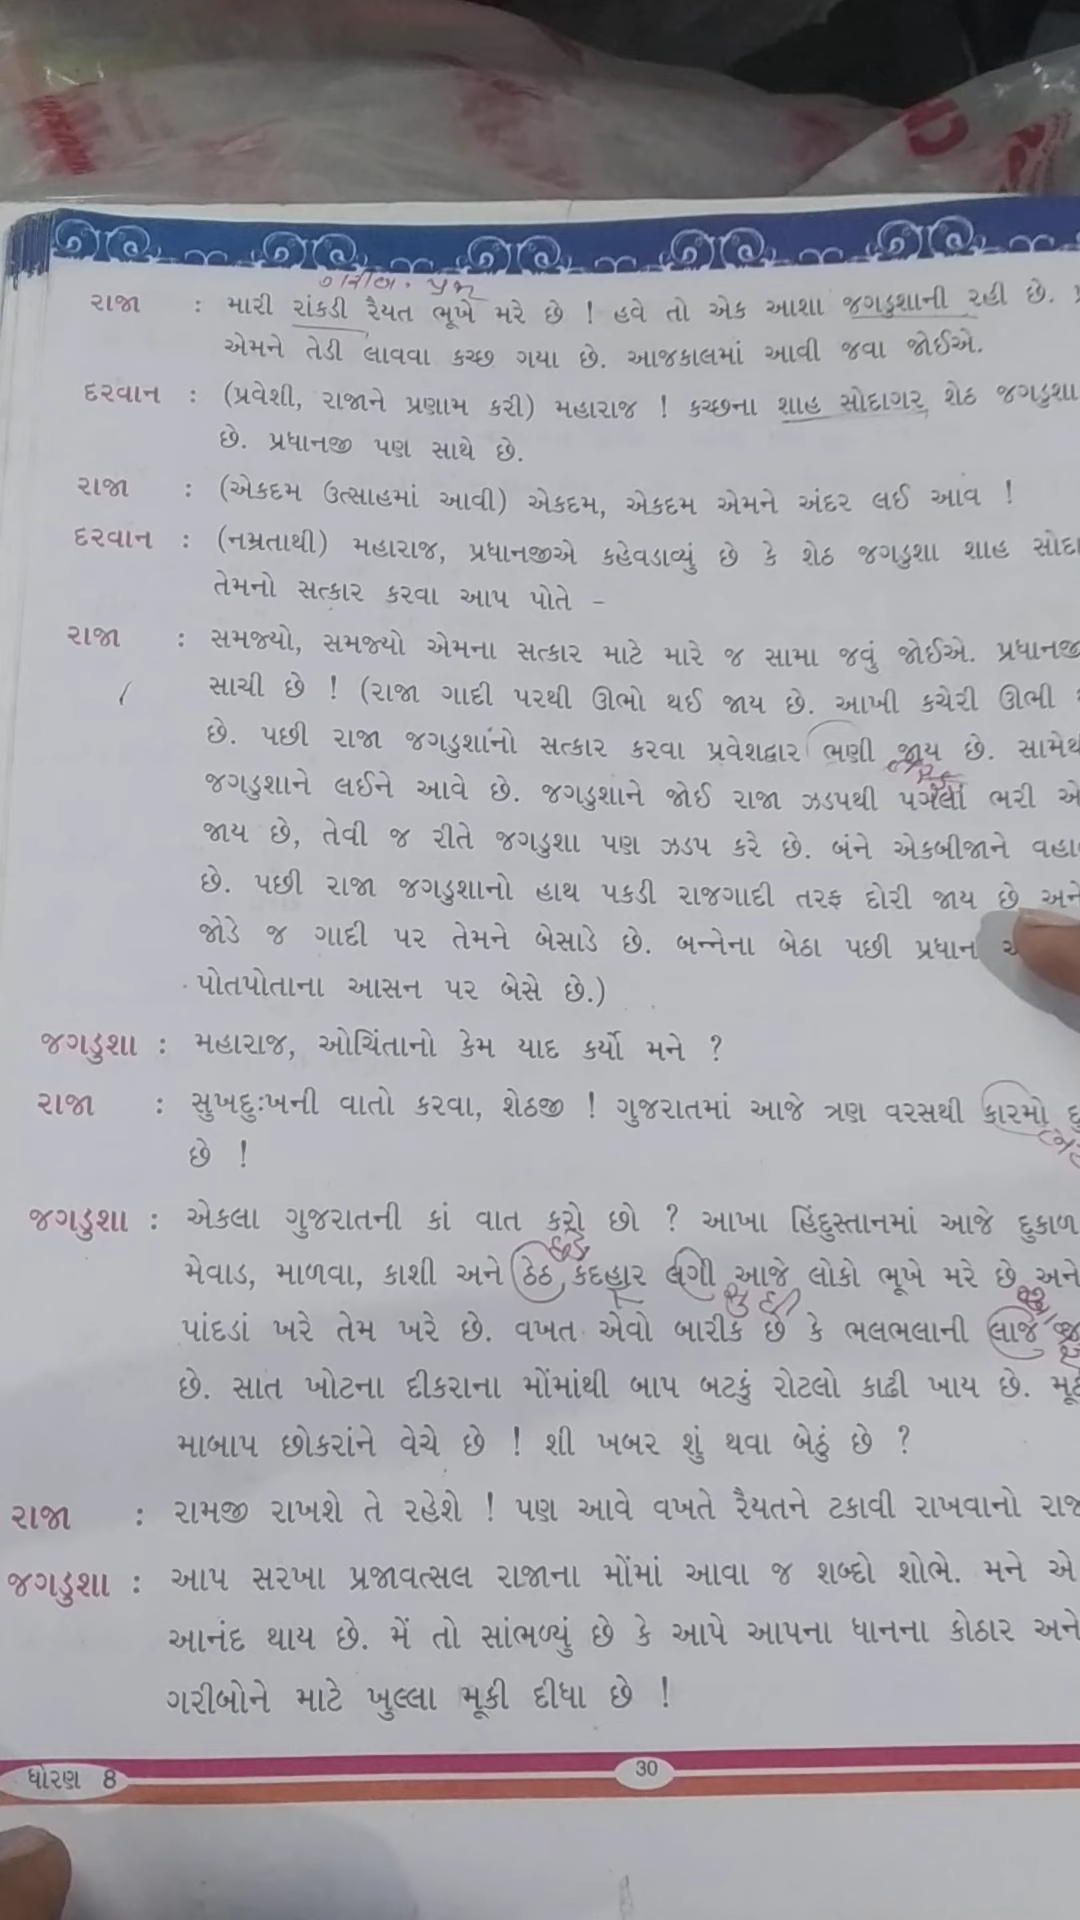 ગરીબ. પ્રજા
રાજા : મારી રાંકડી રૈયત ભૂખે મરે છે ! હવે તો એક આશા જગડુશાની રહી છે.
એમને તેડી લાવવા કચ્છ ગયા છે. આજકાલમાં આવી જવા જોઈએ.
દરવાન : (પ્રવેશી, રાજાને પ્રણામ કરી) મહારાજ ! કચ્છના શાહ સોદાગર શેઠ જગડુશા
છે. પ્રધાનજી પણ સાથે છે.
રાજા : (એકદમ ઉત્સાહમાં આવી) એકદમ, એકદમ એમને અંદર લઈ આવ !
દરવાન : (નમ્રતાથી) મહારાજ, પ્રધાનજીએ કહેવડાવ્યું છે કે શેઠ જગડુશા શાહ સોદા
તેમનો સત્કાર કરવા આપ પોતે –
રાજા : સમજ્યો, સમજ્યો એમના સત્કાર માટે મારે જ સામા જવું જોઈએ. પ્રધાનજી
સાચી છે ! (રાજા ગાદી પરથી ઊભો થઈ જાય છે. આખી કચેરી ઊભી
છે. પછી રાજા જગડુશાનો સત્કાર કરવા પ્રવેશદ્વાર ભણી જાય છે. સામેથ
જગડુશાને લઈને આવે છે. જગડુશાને જોઈ રાજા ઝડપથી પગલાં ભરી એ
જાય છે, તેવી જ રીતે જગડુશા પણ ઝડપ કરે છે. બંને એકબીજાને વહા
છે. પછી રાજા જગડુશાનો હાથ પકડી રાજગાદી તરફ દોરી જાય છે અને
જોડે જ ગાદી પર તેમને બેસાડે છે. બન્નેના બેઠા પછી પ્રધાન
પોતપોતાના આસન પર બેસે છે.)
જગડુશા : મહારાજ, ઓચિંતાનો કેમ યાદ કર્યો મને ?
રાજા : સુખદુઃખની વાતો કરવા, શેઠજી ! ગુજરાતમાં આજે ત્રણ વરસથી કારમો દુ
છે !
જગડુશા : એકલા ગુજરાતની કાં વાત કરો છો ? આખા હિંદુસ્તાનમાં આજે દુકાળ
મેવાડ, માળવા, કાશી અને ઠેઠ કંદહાર લગી આજે લોકો ભૂખે મરે છે અને
સુધી
પાંદડાં ખરે તેમ ખરે છે. વખત એવો બારીક છે કે ભલભલાની લાજ જ
છે. સાત ખોટના દીકરાના મોંમાંથી બાપ બટકું રોટલો કાઢી ખાય છે. મૂઠ
માબાપ છોકરાંને વેચે છે ! શી ખબર શું થવા બેઠું છે ?
રાજા : રામજી રાખશે તે રહેશે ! પણ આવે વખતે રૈયતને ટકાવી રાખવાનો રાજ
જગડુશા : આપ સરખા પ્રજાવત્સલ રાજાના મોંમાં આવા જ શબ્દો શોભે. મને એ
આનંદ થાય છે. મેં તો સાંભળ્યું છે કે આપે આપના ધાનના કોઠાર અને
ગરીબોને માટે ખુલ્લા મૂકી દીધા છે !
ધોરણ 8
30